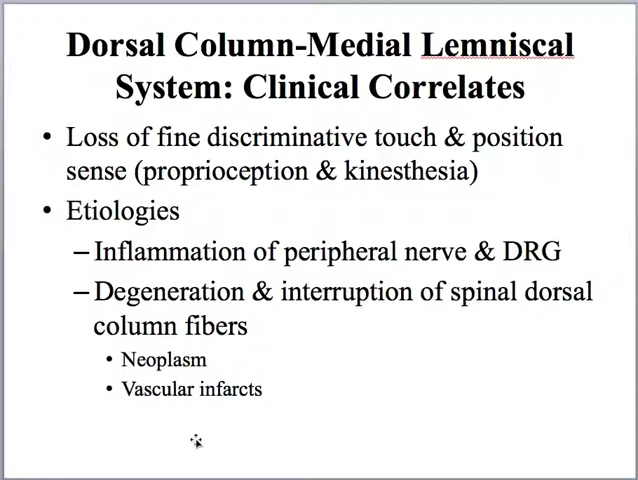 Dorsal Column-Medial Lemniscal
System: Clinical Correlates
• Loss of fine discriminative touch & position
sense (proprioception & kinesthesia)
• Etiologies
– Inflammation of peripheral nerve & DRG
– Degeneration & interruption of spinal dorsal
column fibers
• Neoplasm
• Vascular infarcts